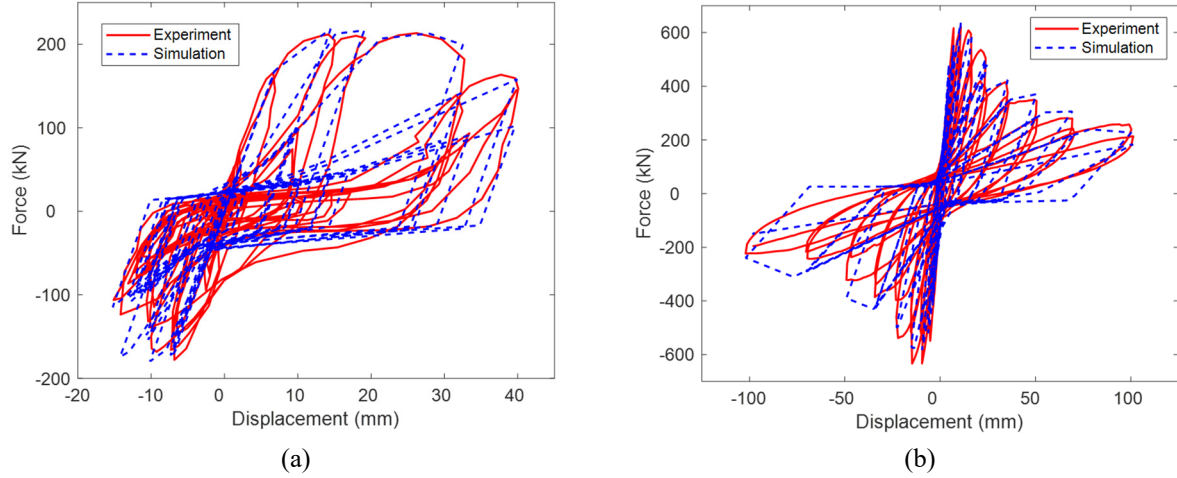 Experiment
Simulation
Force (kN)
200
100
0
-100
-200
-20
-10
0
10
20
30
40
Displacement (mm)
(a)
Experiment
Simulation
Force (kN)
600
400
200
0
-200
-400
-600
-100
-50
0
50
100
Displacement (mm)
(b)